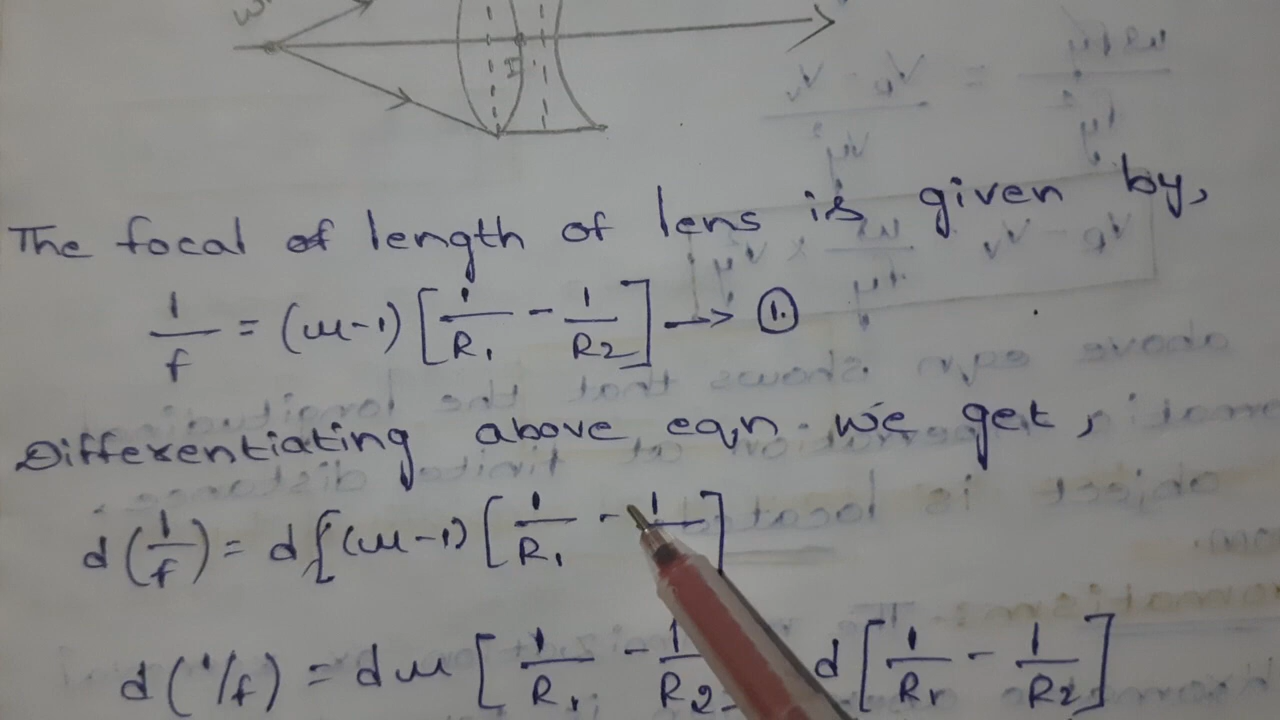 The focal of length of lens is given by,
1/f = (μ-1) [1/R1 - 1/R2] → ①
Differentiating above eqn. we get,
d(1/f) = d{(μ-1) [1/R1 - 1/ ]
d(1/f) = dμ [1/R1 - 1/R2 d[1/R1 - 1/R2]